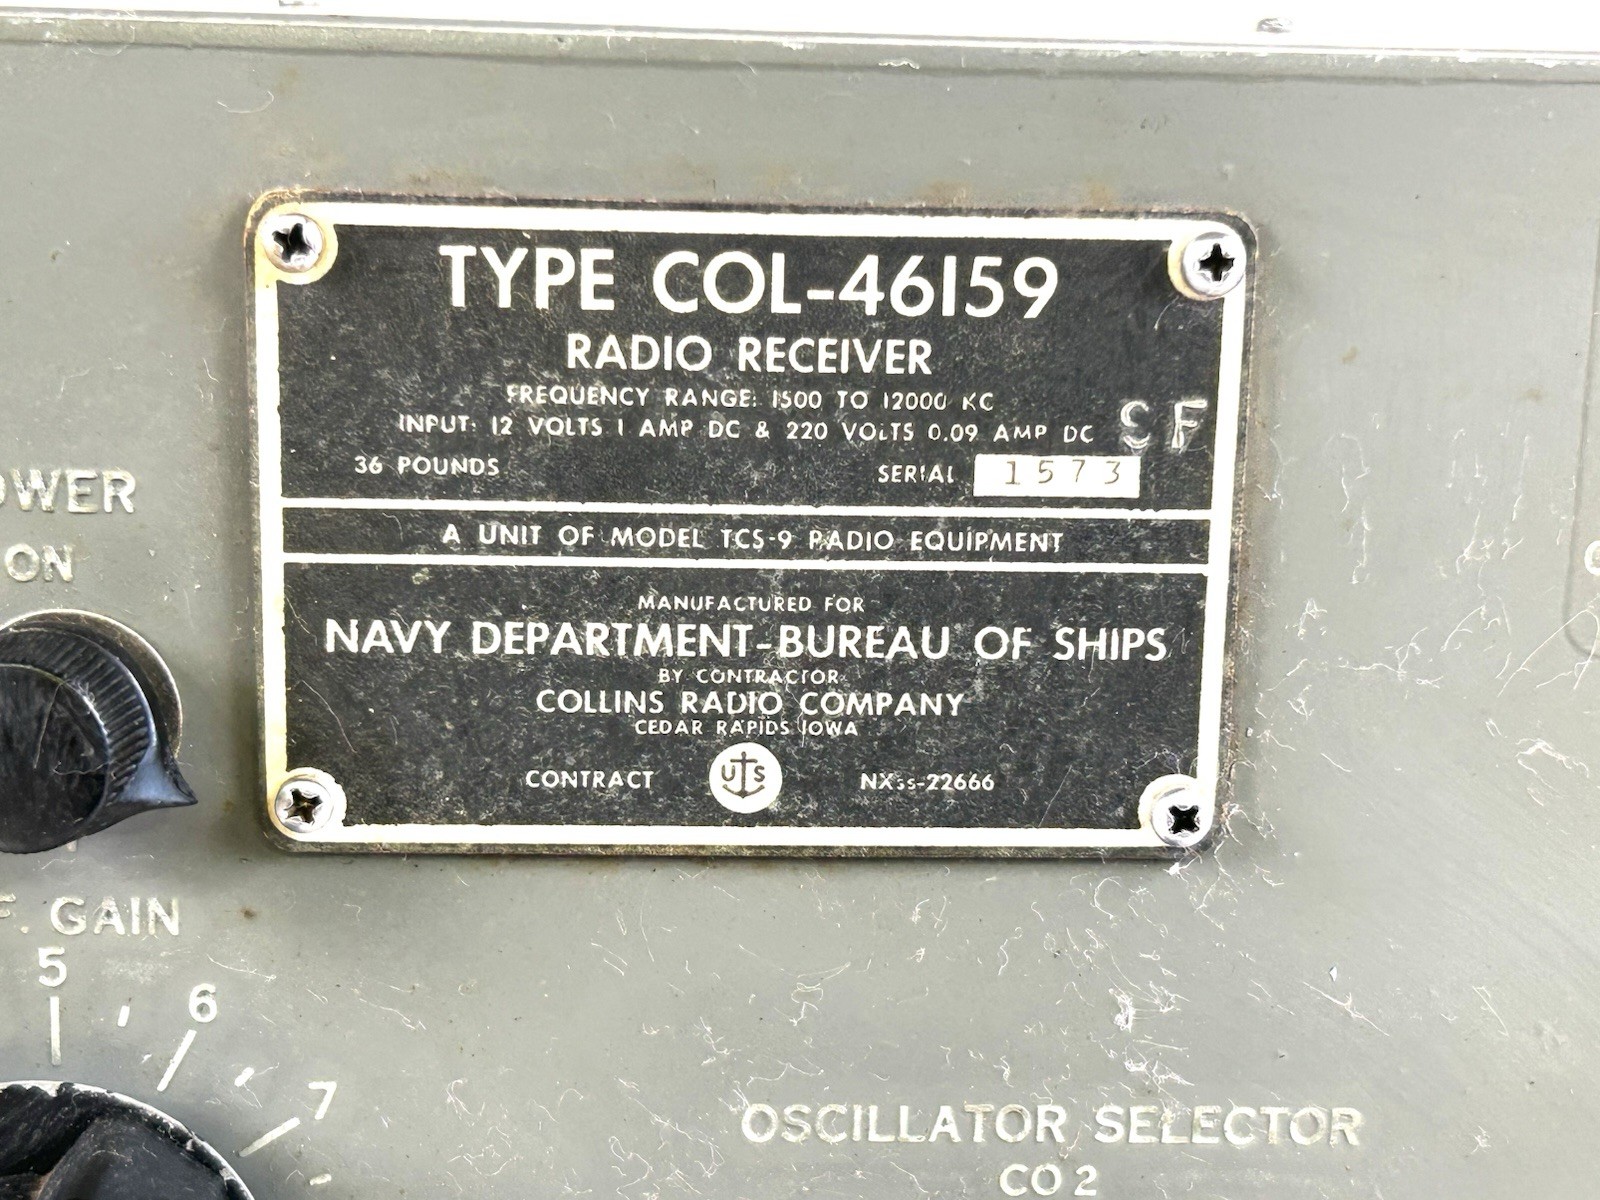 TYPE COL-46159
RADIO RECEIVER
FREQUENCY RANGE: 1500 TO 12000 KC
INPUT: 12 VOLTS 1 AMP DC & 220 VOLTS 0.09 AMP DC
SF
36 POUNDS SERIAL 1573
A UNIT OF MODEL TCS-9 RADIO EQUIPMENT
MANUFACTURED FOR
NAVY DEPARTMENT-BUREAU OF SHIPS
BY CONTRACTOR
COLLINS RADIO COMPANY
CEDAR RAPIDS IOWA
CONTRACT US NXss-22666
OWER
ON
F. GAIN
5
6
7
OSCILLATOR SELECTOR
CO 2